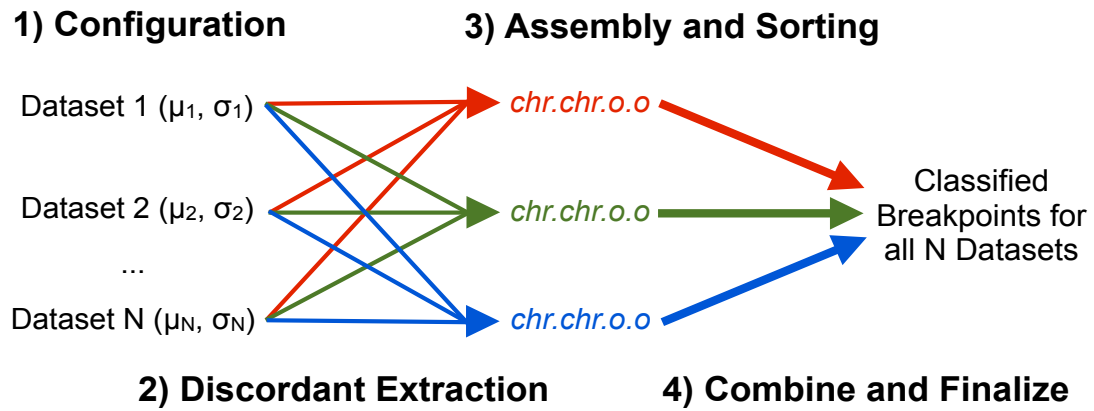 1) Configuration
3) Assembly and Sorting
Dataset 1 (μ₁, σ₁)
chr.chr.o.o
Dataset 2 (μ₂, σ₂)
chr.chr.o.o
...
Dataset N (μN, σN)
chr.chr.o.o
Classified
Breakpoints for
all N Datasets
2) Discordant Extraction
4) Combine and Finalize